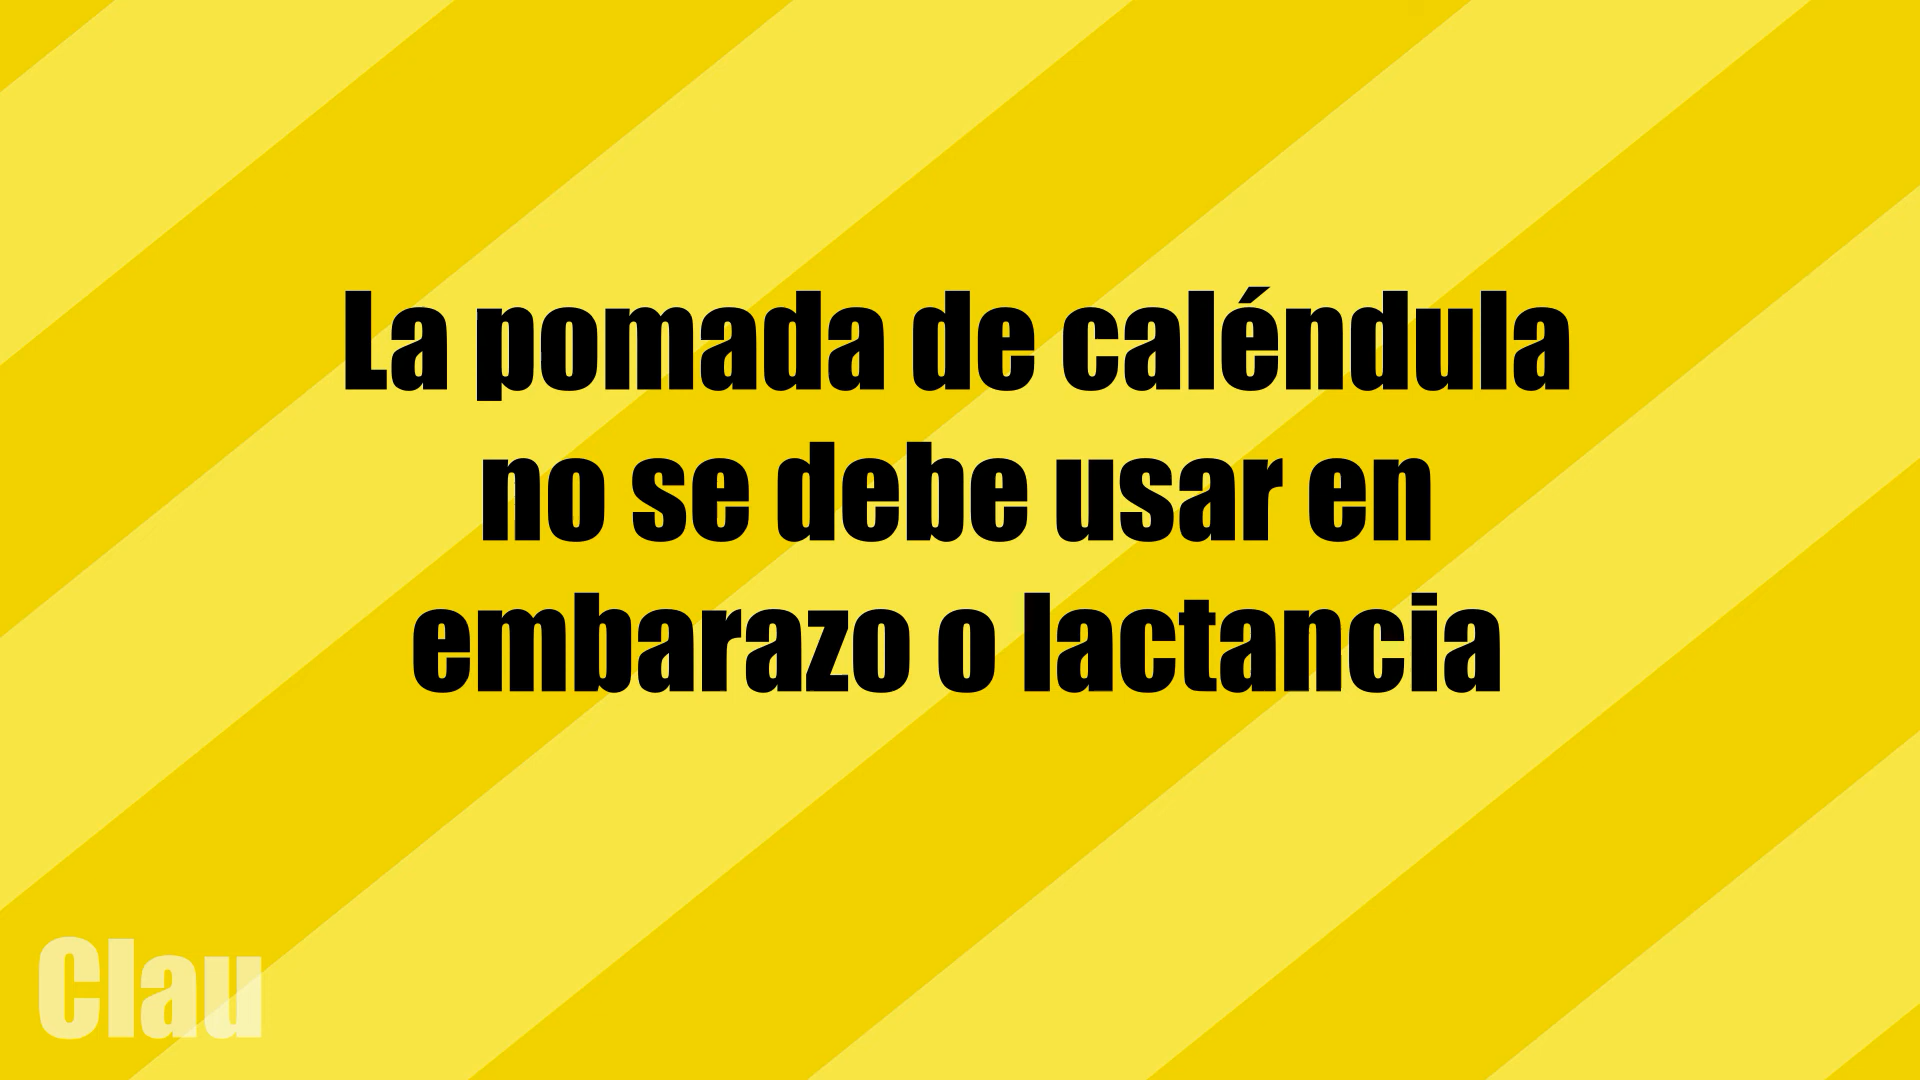 La pomada de caléndula
no se debe usar en
embarazo o lactancia
Clau